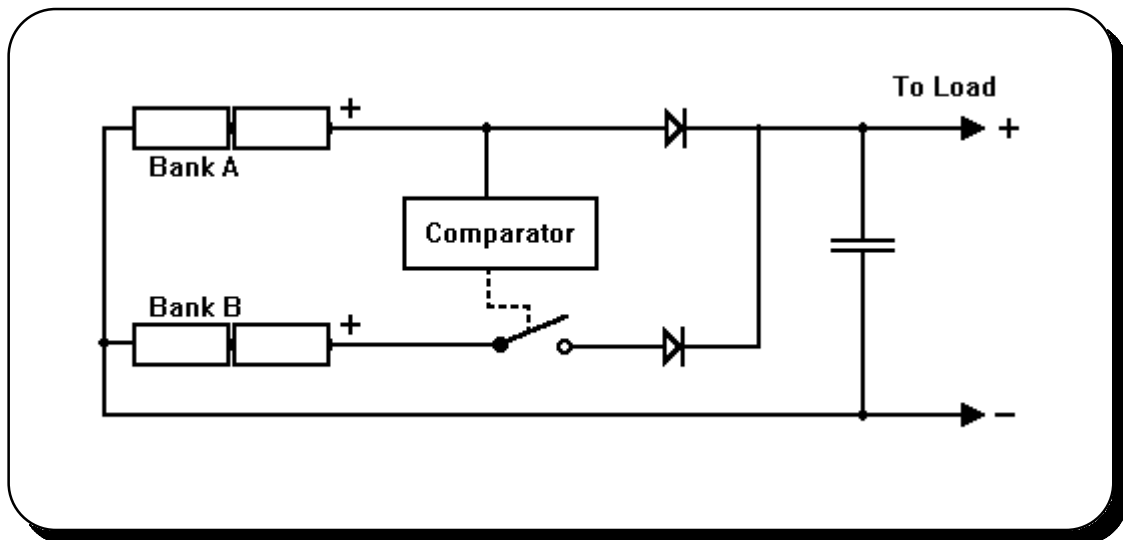 To Load
+
+
Bank A
Comparator
Bank B
+
−